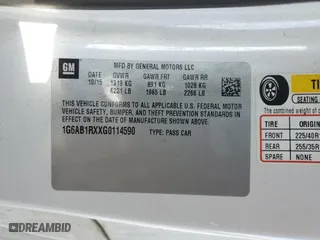 GM
MFD BY GENERAL MOTORS LLC
DATE GVWR GAWR FRT GAWR RR
10/15 1919 KG 891 KG 1028 KG
4231 LB 1965 LB 2266 LB
THIS VEHICLE CONFORMS TO ALL APPLICABLE U.S. FEDERAL MOTOR
VEHICLE SAFETY, BUMPER, AND THEFT PREVENTION STANDARDS IN
EFFECT ON THE DATE OF MANUFACTURE SHOWN ABOVE.
1G6AB1RXXG0114590 TYPE: PASS CAR
SEATING
The combined
TIRE
FRONT 225/40R1
REAR 255/35R
SPARE NONE